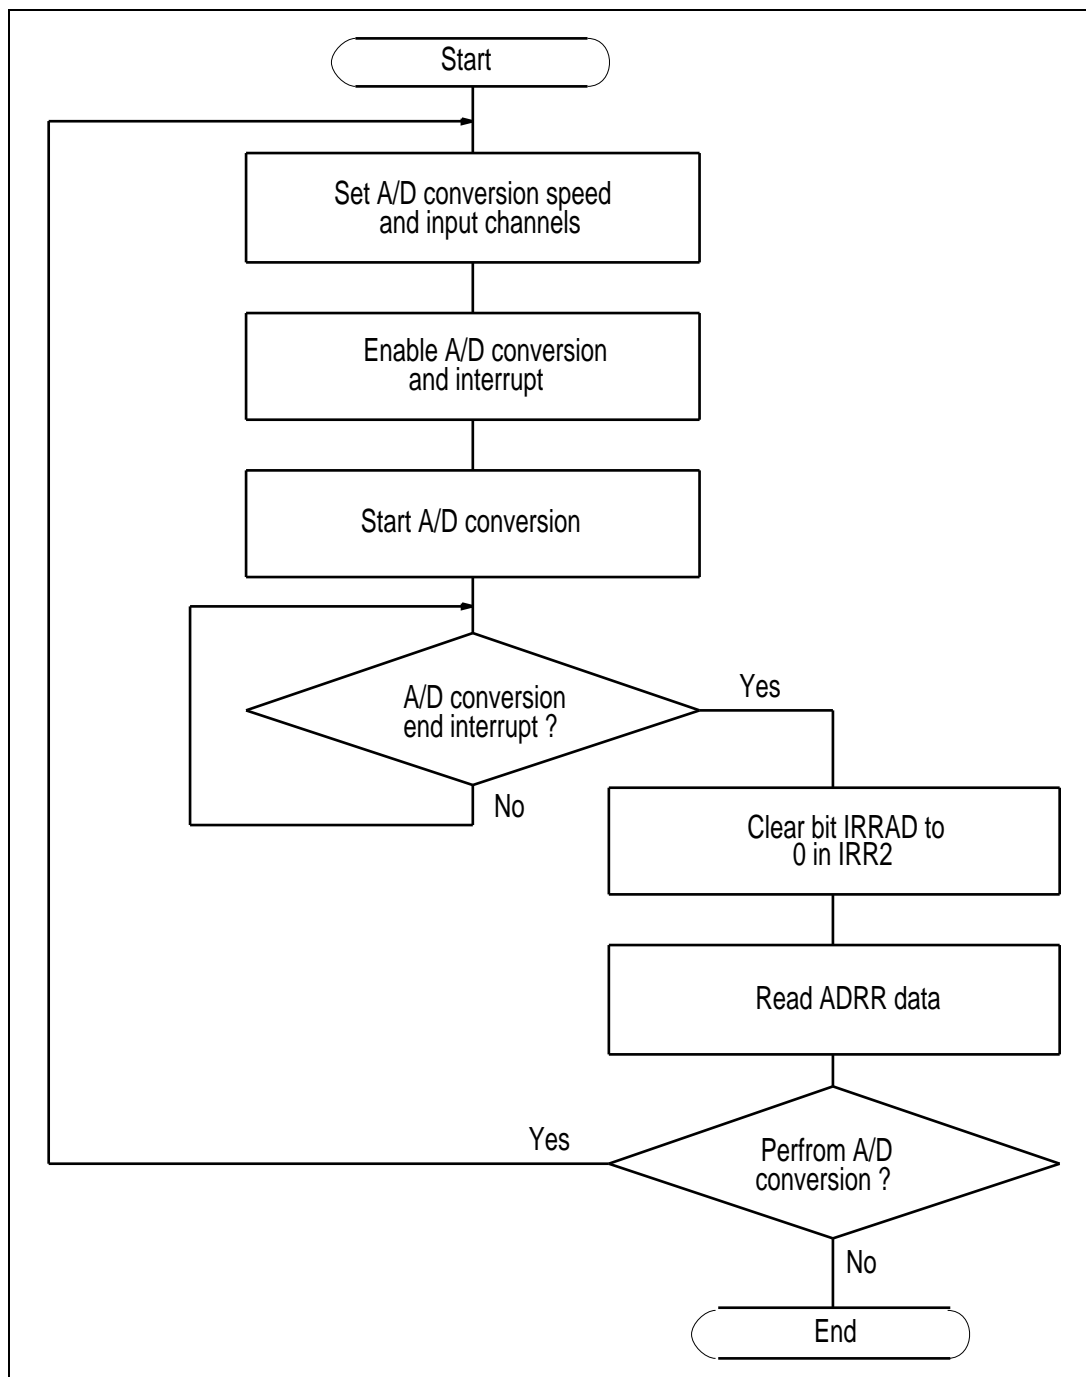 Start
Set A/D conversion speed
and input channels
Enable A/D conversion
and interrupt
Start A/D conversion
A/D conversion
end interrupt ?
Yes
No
Clear bit IRRAD to
0 in IRR2
Read ADRR data
Perfrom A/D
conversion ?
Yes
No
End